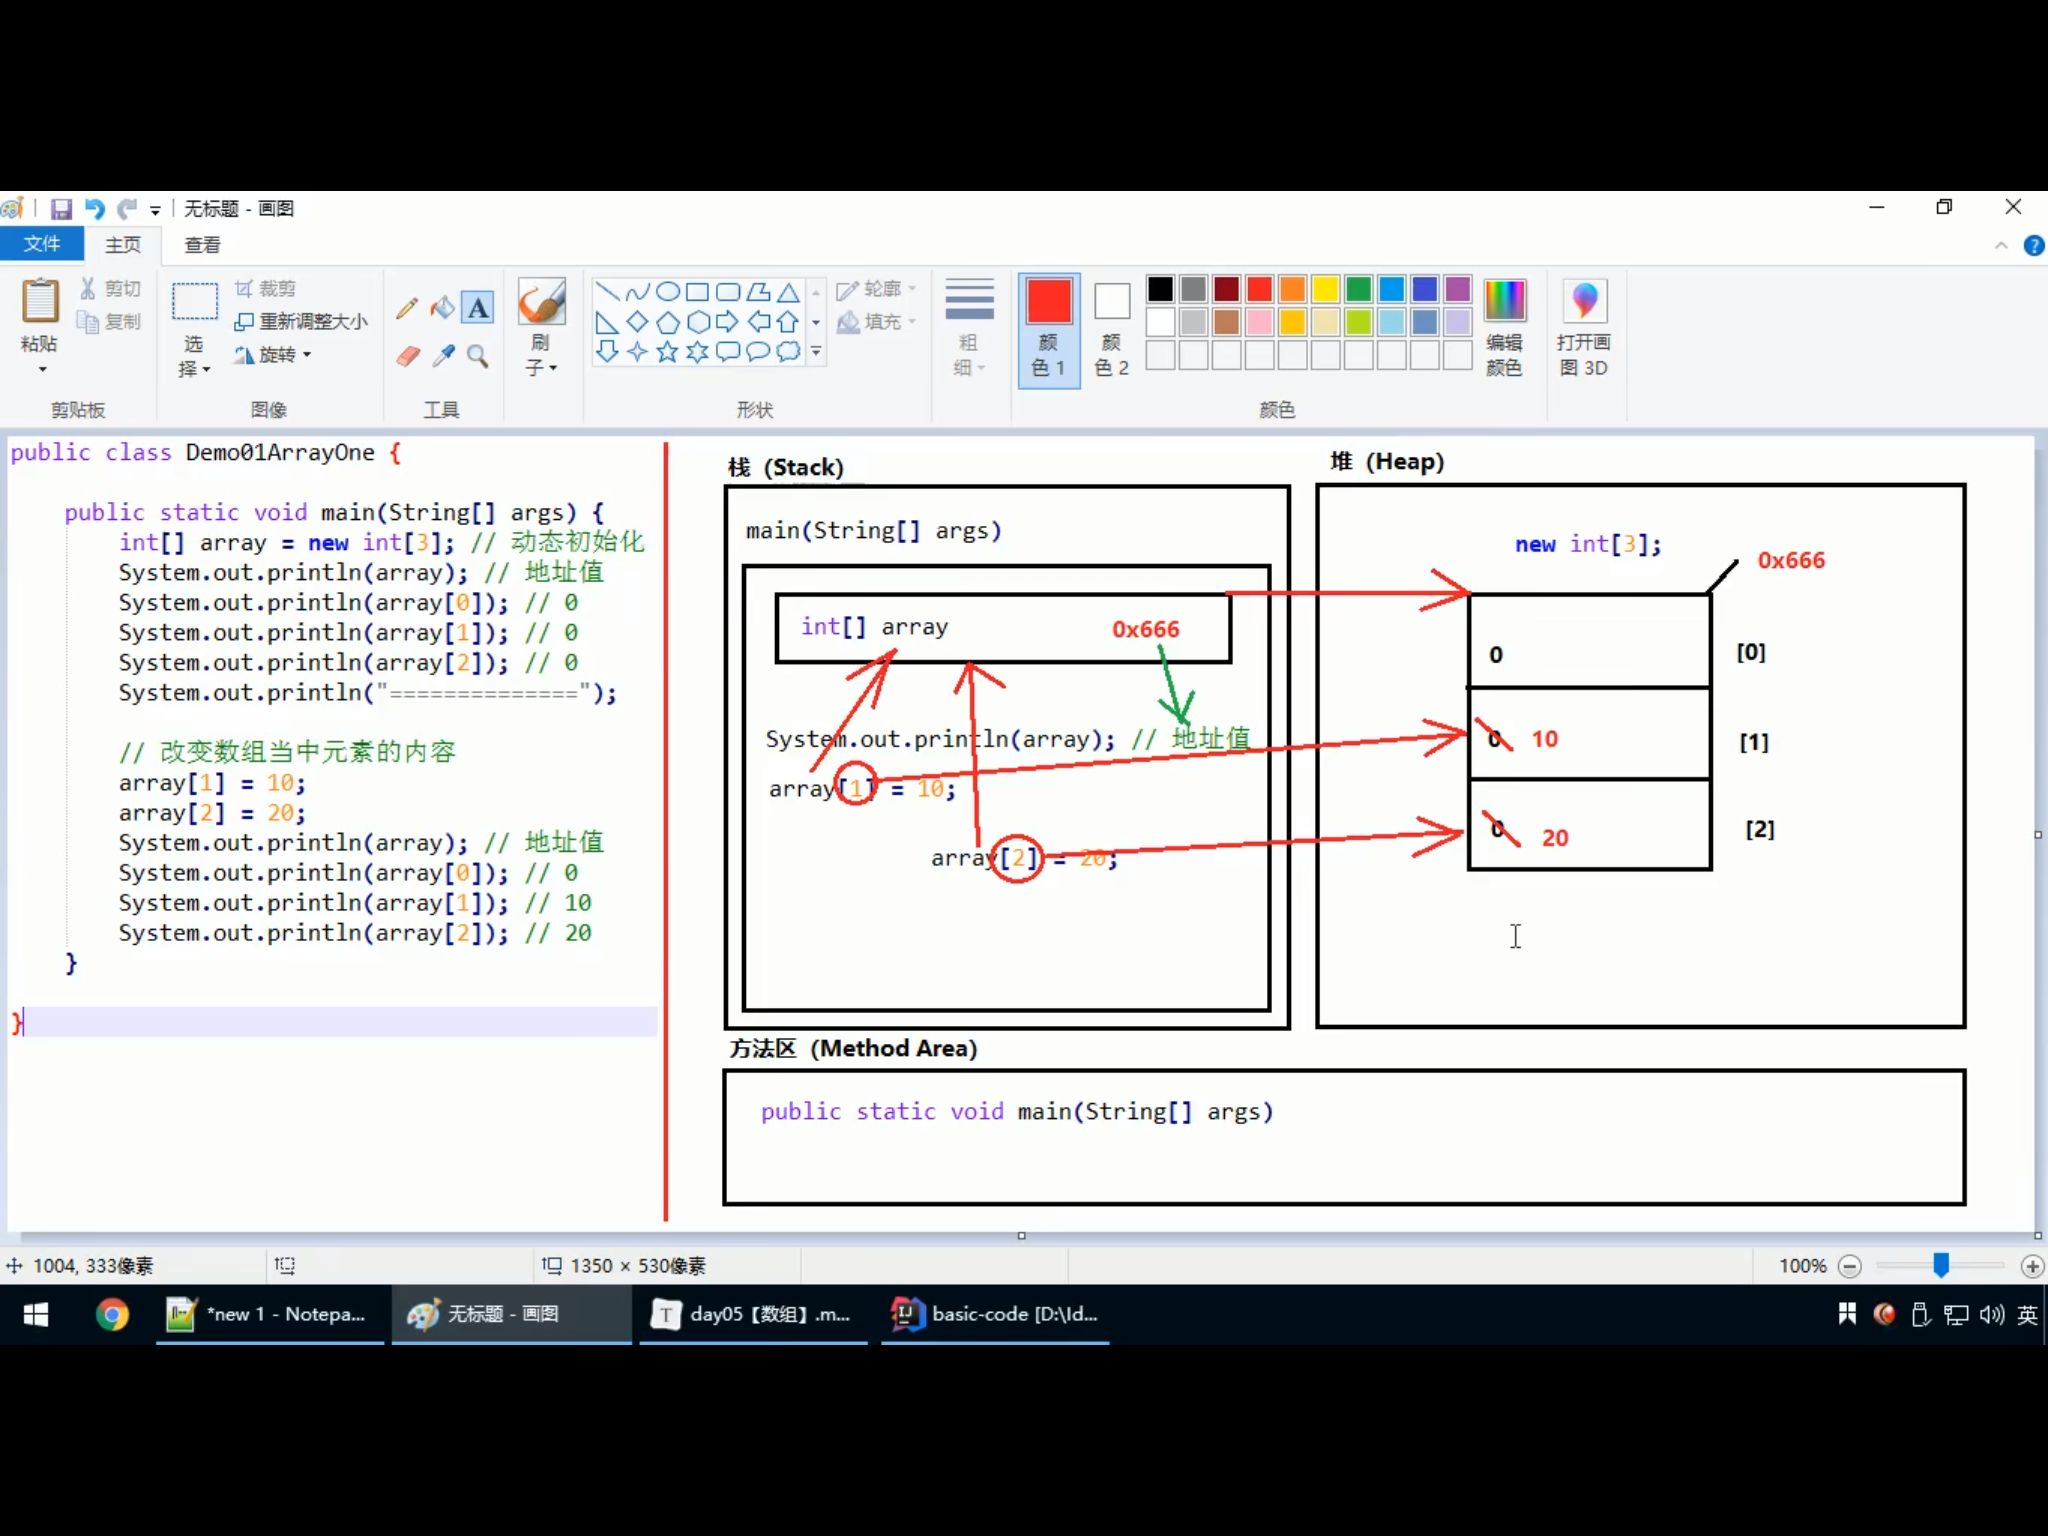 无标题 - 画图
文件 主页 查看
粘贴
剪切
复制
剪贴板
选择
裁剪
重新调整大小
旋转
图像
A
工具
刷子
形状
轮廓
填充
粗细
颜色 1
颜色 2
颜色
编辑颜色
打开画图 3D
public class Demo01ArrayOne {
public static void main(String[] args) {
int[] array = new int[3]; // 动态初始化
System.out.println(array); // 地址值
System.out.println(array[0]); // 0
System.out.println(array[1]); // 0
System.out.println(array[2]); // 0
System.out.println("==============");
// 改变数组当中元素的内容
array[1] = 10;
array[2] = 20;
System.out.println(array); // 地址值
System.out.println(array[0]); // 0
System.out.println(array[1]); // 10
System.out.println(array[2]); // 20
}
}
栈（Stack）
main(String[] args)
int[] array 0x666
System.out.println(array); // 地址值
array[1] = 10;
array[2] = 20;
堆（Heap）
new int[3];
0x666
0 [0]
0 10 [1]
0 20 [2]
方法区（Method Area）
public static void main(String[] args)
1004, 333像素
1350 × 530像素
100%
*new 1 - Notepa...
无标题 - 画图
T day05【数组】.m...
IJ basic-code [D:\Id...
英